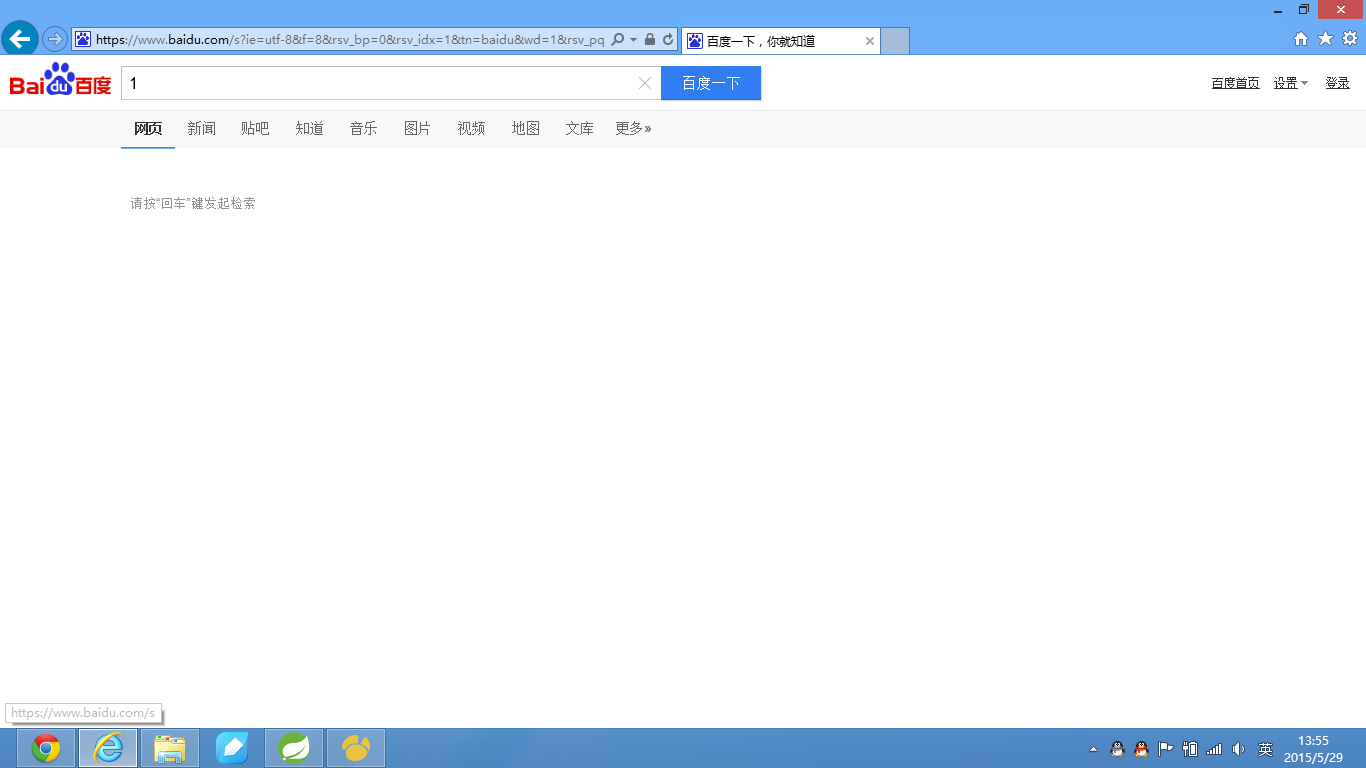 https://www.baidu.com/s?ie=utf-8&f=8&rsv_bp=0&rsv_idx=1&tn=baidu&wd=1&rsv_pq
百度一下，你就知道
Bai du 百度
1
百度一下
百度首页 设置 登录
网页 新闻 贴吧 知道 音乐 图片 视频 地图 文库 更多»
请按“回车”键发起检索
https://www.baidu.com/s
英
13:55
2015/5/29